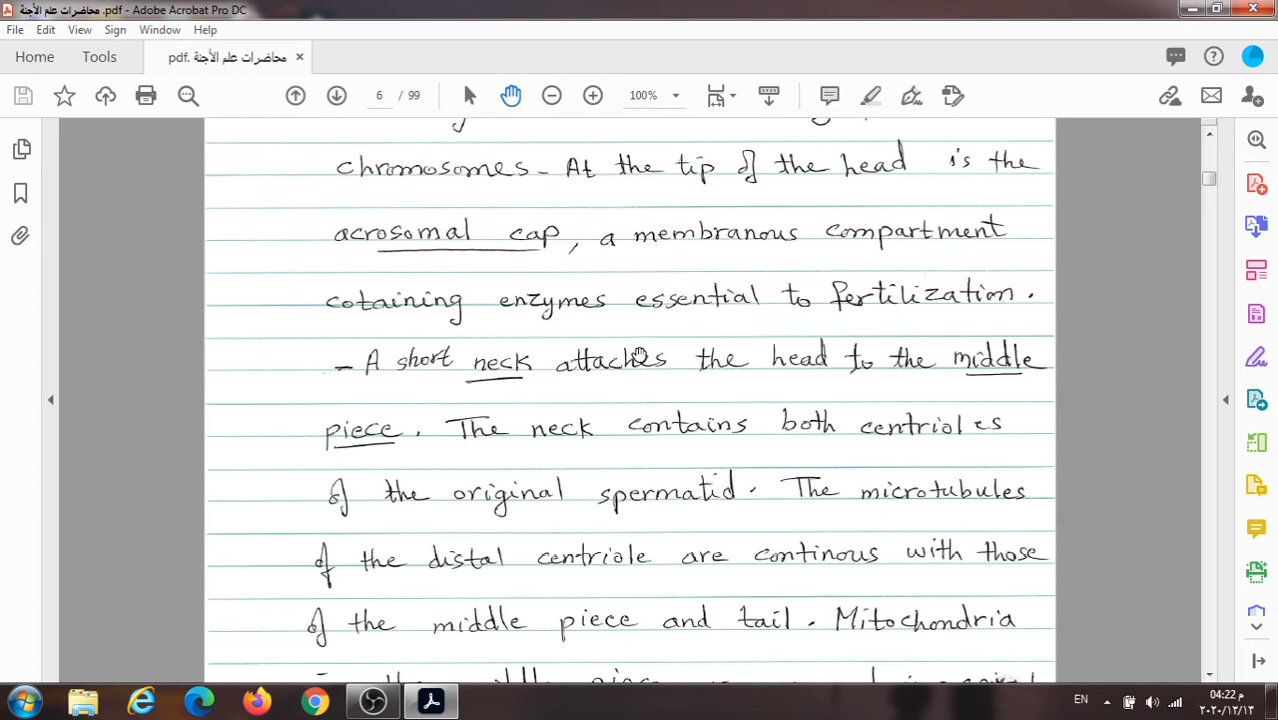 محاضرات علم الأجنة.pdf - Adobe Acrobat Pro DC
File Edit View Sign Window Help
Home Tools محاضرات علم الأجنة.pdf ×
6 / 99 100%
chromosomes - At the tip of the head is the
acrosomal cap, a membranous compartment
cotaining enzymes essential to fertilization.
- A short neck attaches the head to the middle
piece. The neck contains both centrioles
of the original spermatid. The microtubules
of the distal centriole are continous with those
of the middle piece and tail. Mitochondria
EN
04:22 م
٢٠٢٠/١٢/١٣